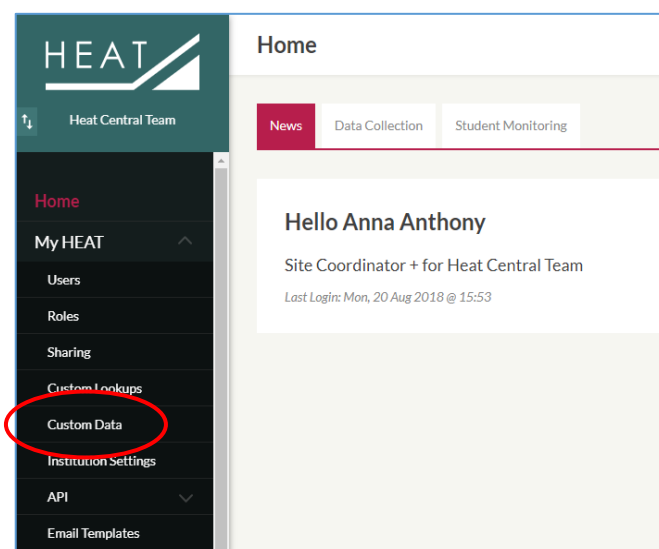 HEAT
Heat Central Team
Home
My HEAT
Users
Roles
Sharing
Custom Lookups
Custom Data
Institution Settings
API
Email Templates
Home
News Data Collection Student Monitoring
Hello Anna Anthony
Site Coordinator + for Heat Central Team
Last Login: Mon, 20 Aug 2018 @ 15:53